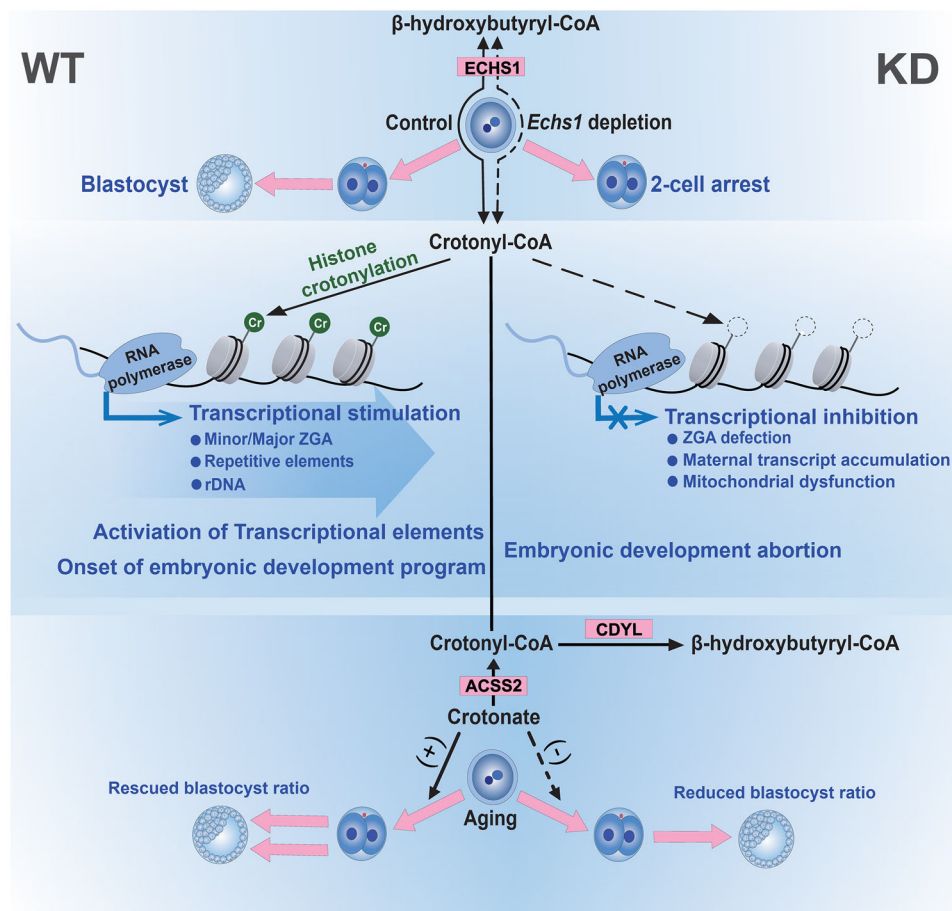 β-hydroxybutyryl-CoA
WT
KD
ECHS1
Control
Echs1 depletion
Blastocyst
2-cell arrest
Crotonyl-CoA
Histone
crotonylation
Cr
Cr
Cr
RNA
polymerase
RNA
polymerase
Transcriptional stimulation
Minor/Major ZGA
Repetitive elements
rDNA
Transcriptional inhibition
ZGA defection
Maternal transcript accumulation
Mitochondrial dysfunction
Activiation of Transcriptional elements
Onset of embryonic development program
Embryonic development abortion
Crotonyl-CoA
CDYL
β-hydroxybutyryl-CoA
ACSS2
Crotonate
(+)
(-)
Rescued blastocyst ratio
Reduced blastocyst ratio
Aging